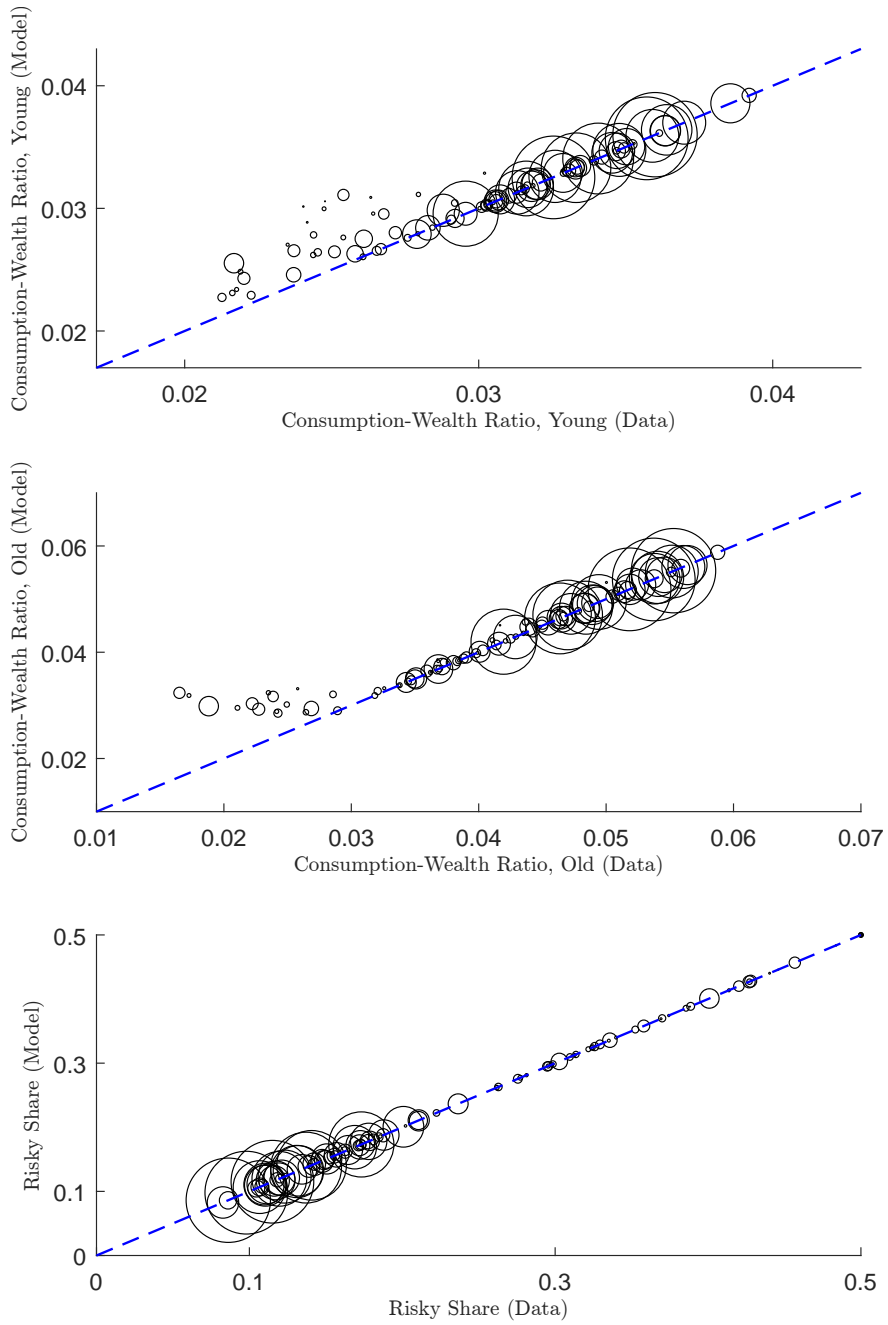 Consumption-Wealth Ratio, Young (Model)
0.04
0.03
0.02
0.02 0.03 0.04
Consumption-Wealth Ratio, Young (Data)
Consumption-Wealth Ratio, Old (Model)
0.06
0.04
0.02
0.01 0.02 0.03 0.04 0.05 0.06 0.07
Consumption-Wealth Ratio, Old (Data)
Risky Share (Model)
0.5
0.3
0.1
0
0 0.1 0.3 0.5
Risky Share (Data)